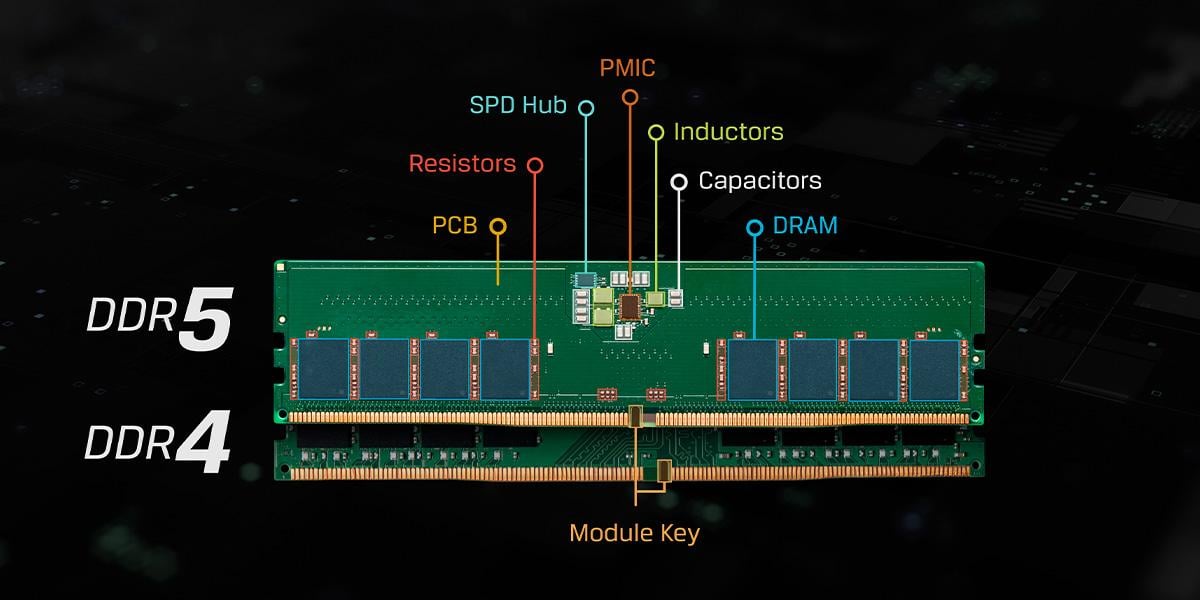 PMIC
SPD Hub
Inductors
Resistors
Capacitors
PCB
DRAM
DDR5
DDR4
Module Key